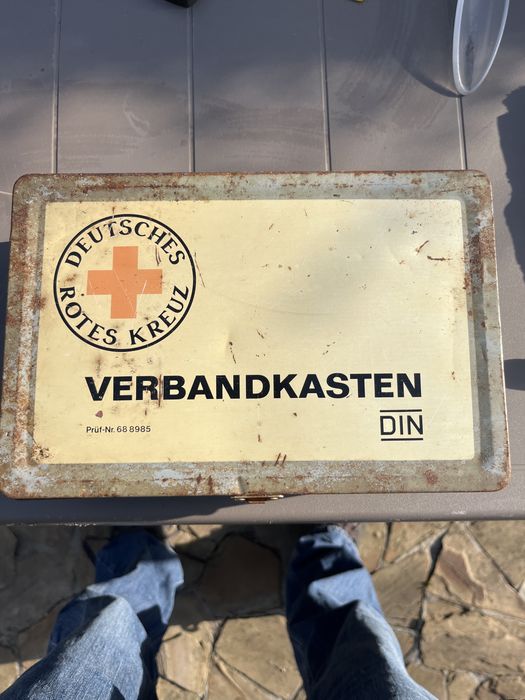 DEUTSCHES
ROTES KREUZ
VERBANDKASTEN
Prüf-Nr. 68 8985
DIN